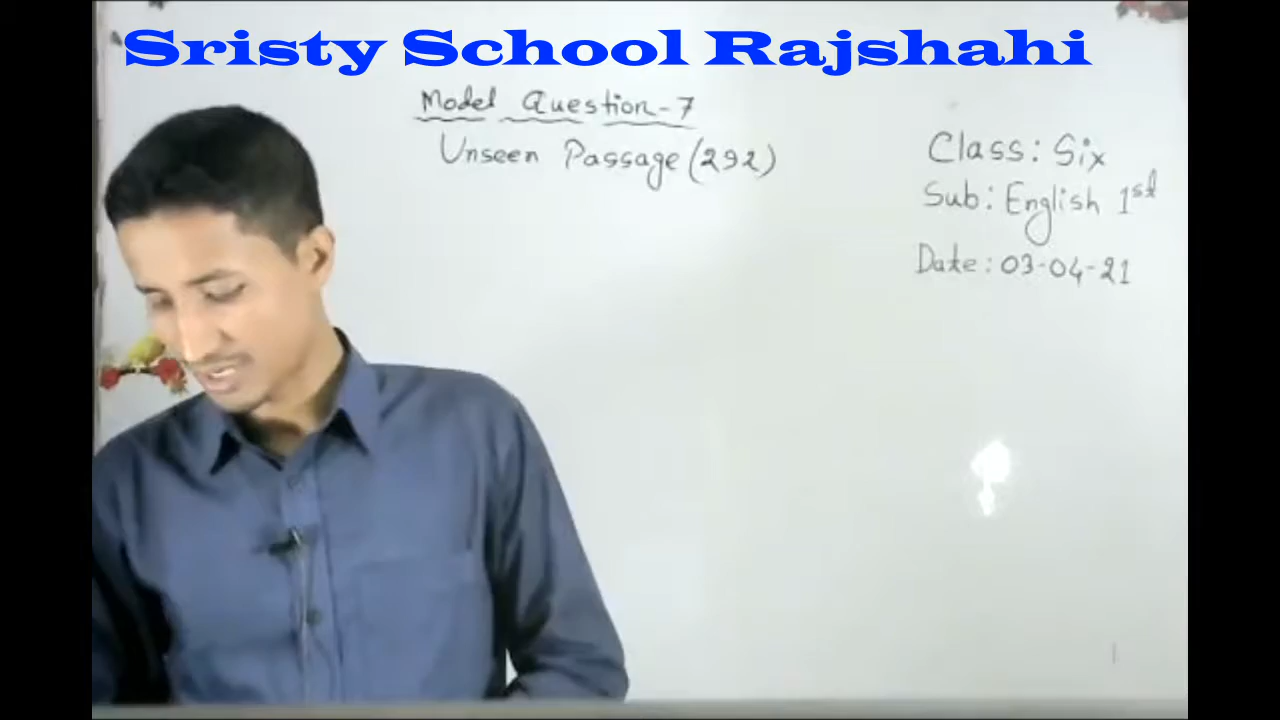 Sristy School Rajshahi
Model Question-7
Unseen Passage (292)
Class: Six
Sub: English 1st
Date: 03-04-21